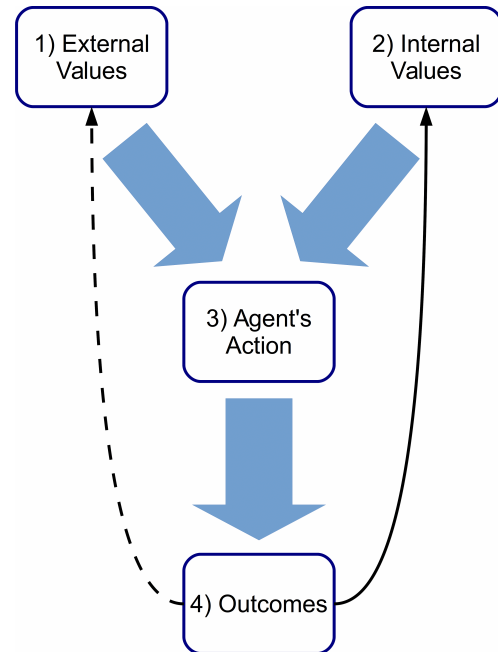 1) External
Values
2) Internal
Values
3) Agent's
Action
4) Outcomes